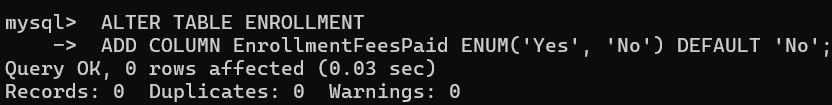 mysql>  ALTER TABLE ENROLLMENT
    ->  ADD COLUMN EnrollmentFeesPaid ENUM('Yes', 'No') DEFAULT 'No';
Query OK, 0 rows affected (0.03 sec)
Records: 0  Duplicates: 0  Warnings: 0